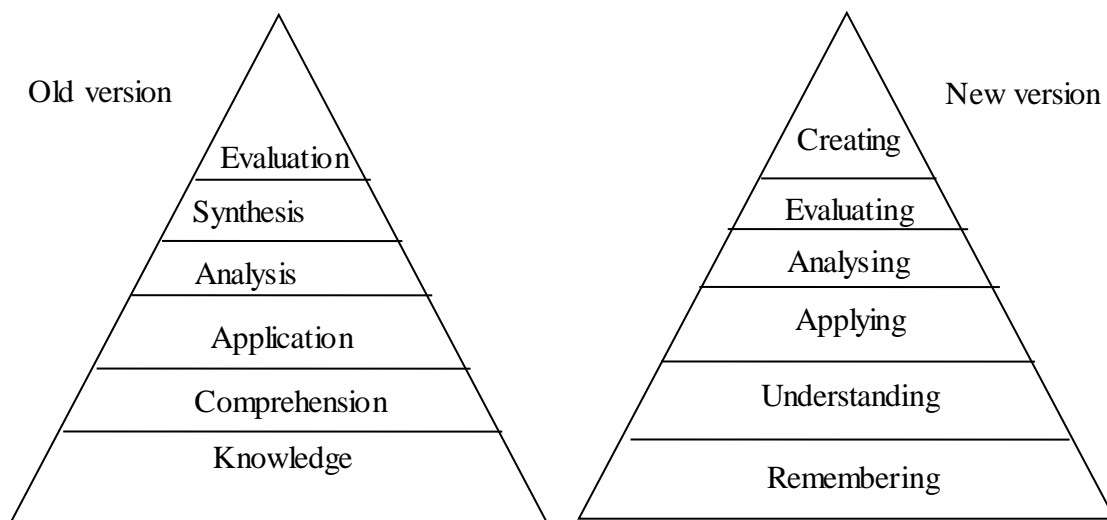 Old version
Evaluation
Synthesis
Analysis
Application
Comprehension
Knowledge
New version
Creating
Evaluating
Analysing
Applying
Understanding
Remembering